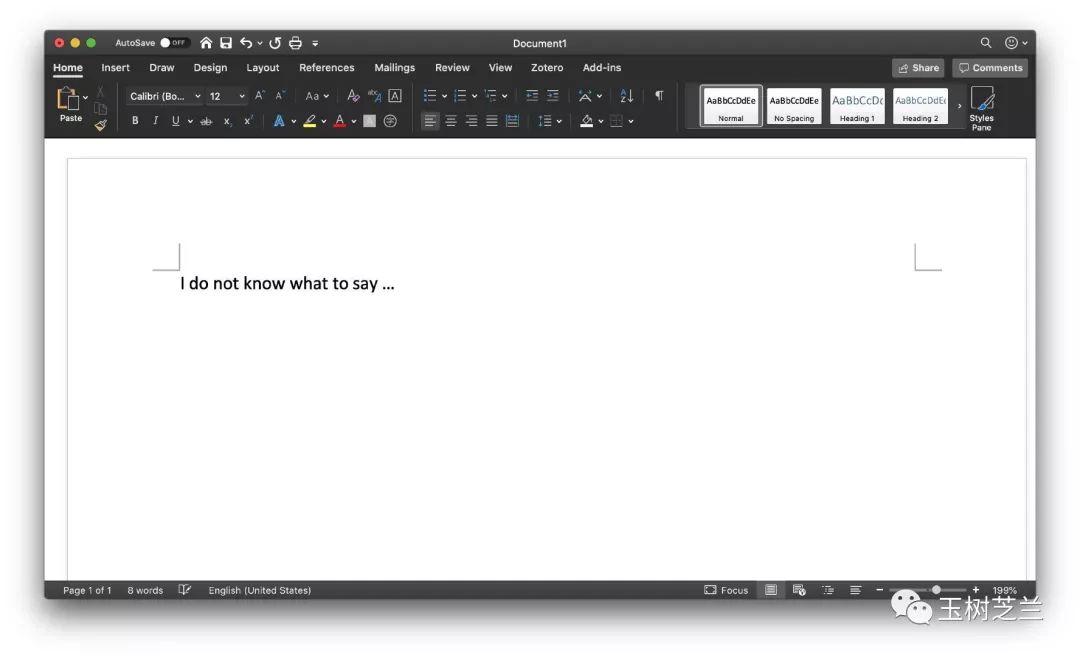 AutoSave OFF Document1
Home Insert Draw Design Layout References Mailings Review View Zotero Add-ins Share Comments
Calibri (Bo... 12 A A Aa A abc A A AaBbCcDdEe AaBbCcDdEe AaBbCcDc AaBbCcDdEe
Paste B I U ab x x A A A Normal No Spacing Heading 1 Heading 2 Styles Pane
I do not know what to say ...
Page 1 of 1 8 words English (United States) Focus 199%
玉树芝兰